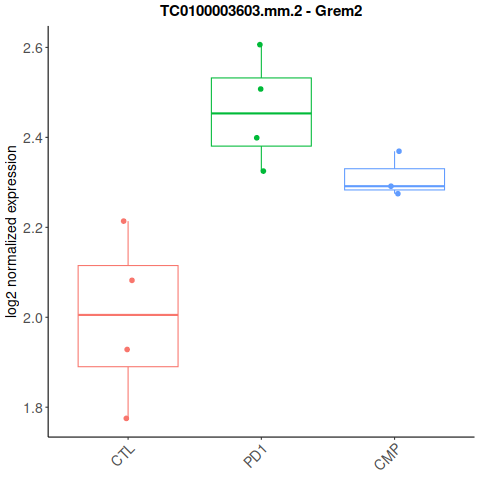 TC0100003603.mm.2 - Grem2
log2 normalized expression
2.6
2.4
2.2
2.0
1.8
CTL
PD1
CMP